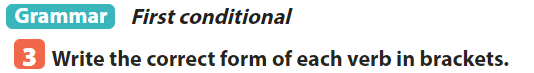 Grammar First conditional
3 Write the correct form of each verb in brackets.